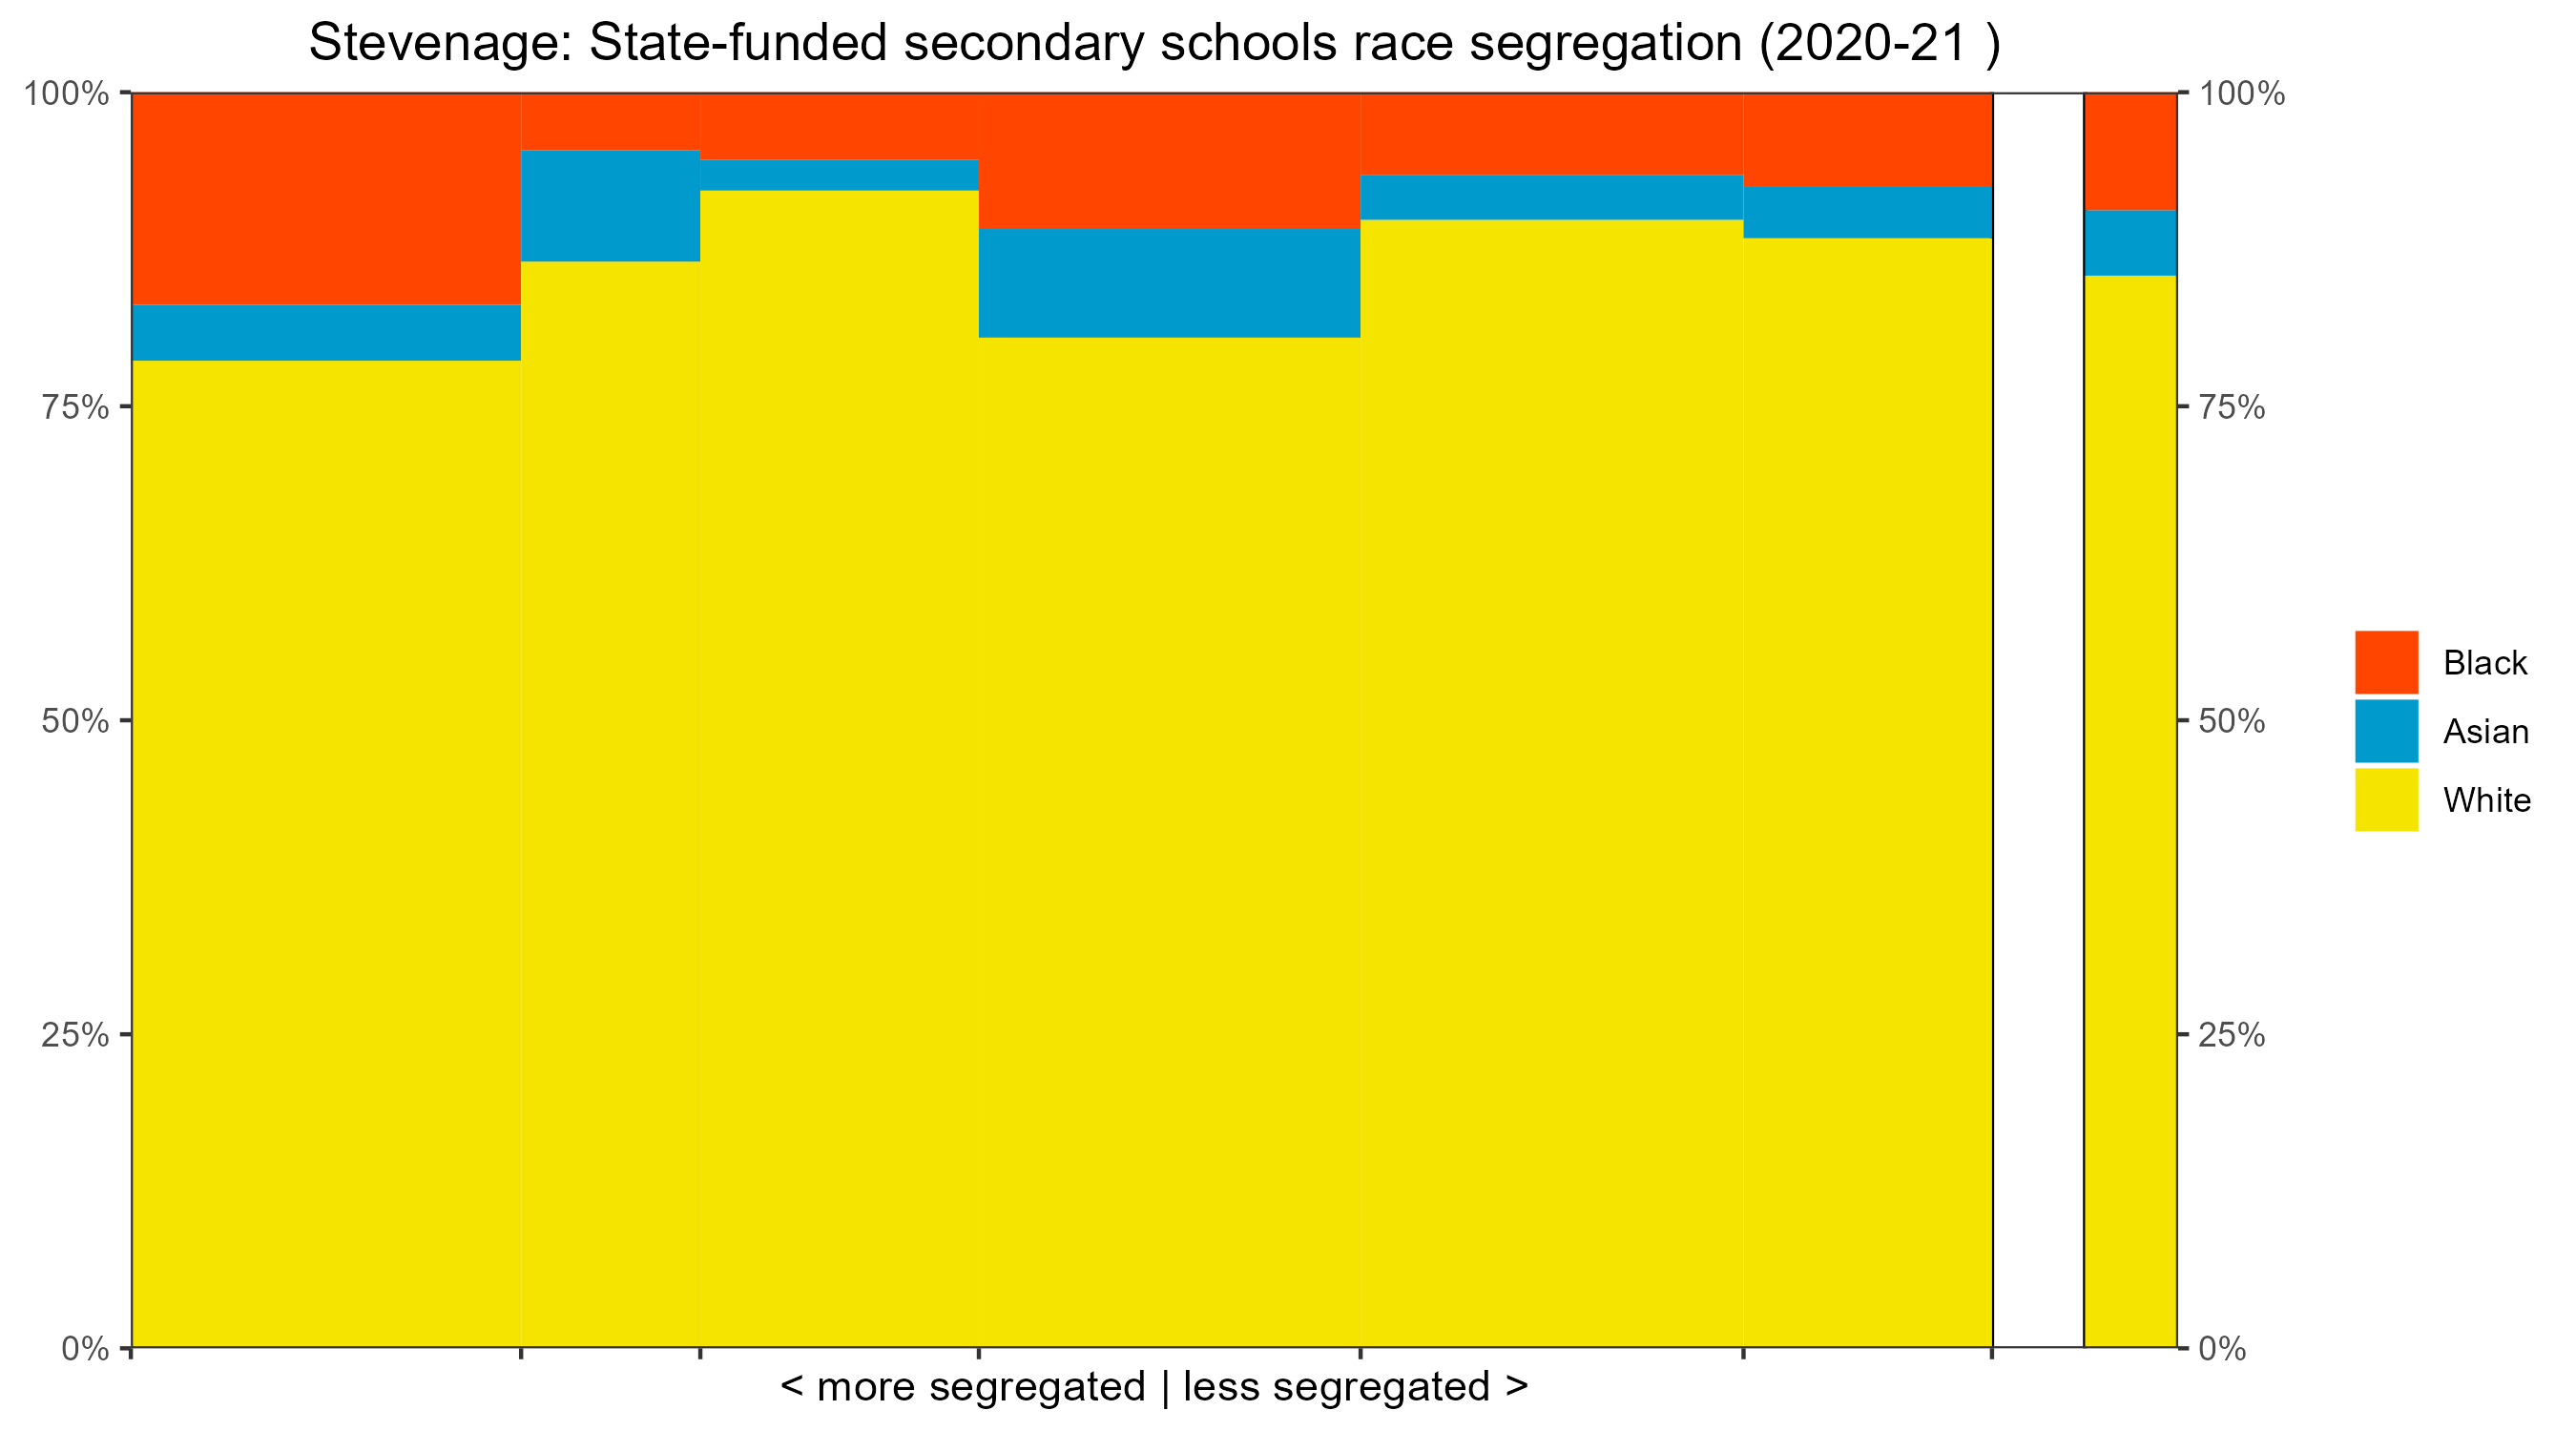 Stevenage: State-funded secondary schools race segregation (2020-21 )
100%
75%
50%
25%
0%
100%
75%
50%
25%
0%
Black
Asian
White
< more segregated | less segregated >